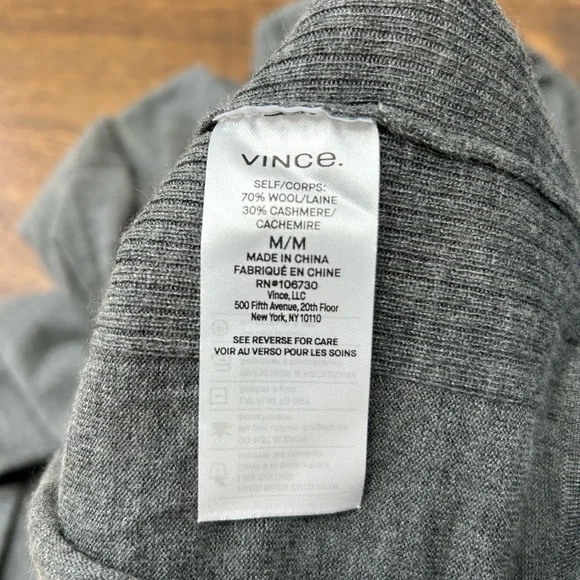 VINCE.
SELF/CORPS:
70% WOOL/LAINE
30% CASHMERE/
CACHEMIRE
M/M
MADE IN CHINA
FABRIQUÉ EN CHINE
RN#106730
Vince, LLC
500 Fifth Avenue, 20th Floor
New York, NY 10110
SEE REVERSE FOR CARE
VOIR AU VERSO POUR LES SOINS